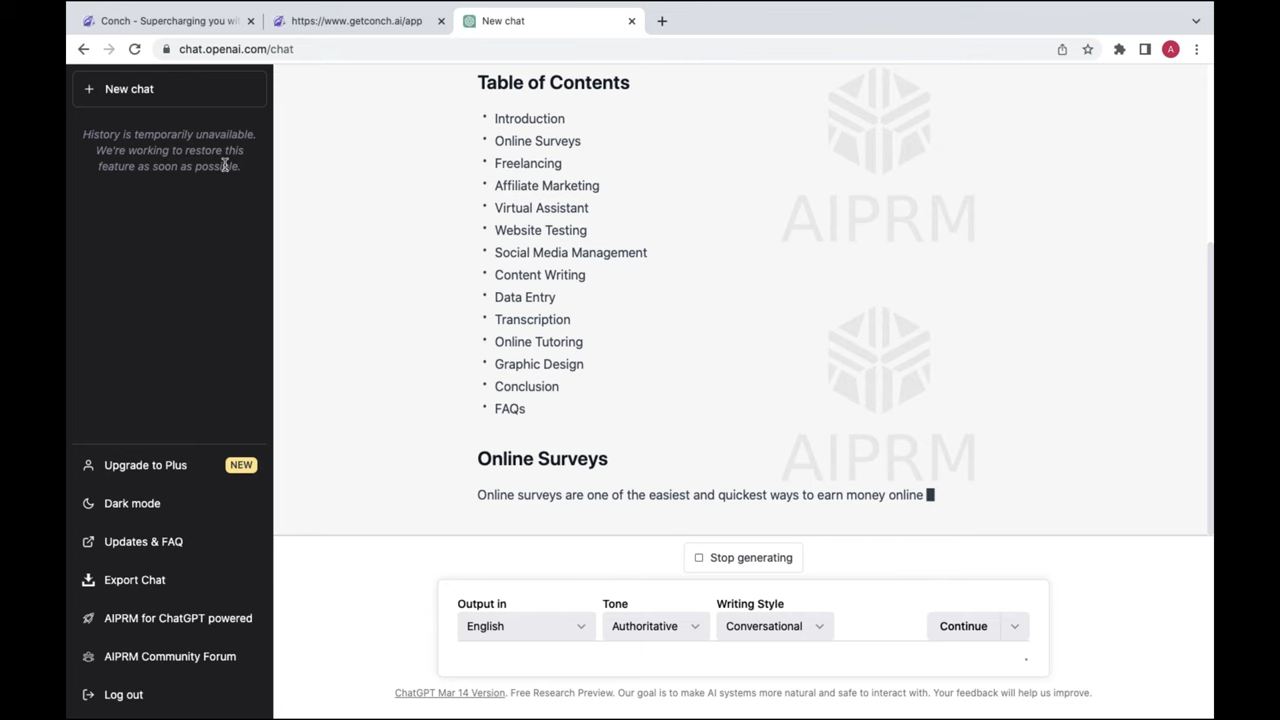 Conch - Supercharging you wi
https://www.getconch.ai/app
New chat
chat.openai.com/chat
A
New chat
History is temporarily unavailable.
We're working to restore this
feature as soon as possible.
Upgrade to Plus
NEW
Dark mode
Updates & FAQ
Export Chat
AIPRM for ChatGPT powered
AIPRM Community Forum
Log out
Table of Contents
Introduction
Online Surveys
Freelancing
Affiliate Marketing
Virtual Assistant
Website Testing
Social Media Management
Content Writing
Data Entry
Transcription
Online Tutoring
Graphic Design
Conclusion
FAQs
AIPRM
AIPRM
Online Surveys
Online surveys are one of the easiest and quickest ways to earn money online
Stop generating
Output in
Tone
Writing Style
English
Authoritative
Conversational
Continue
ChatGPT Mar 14 Version. Free Research Preview. Our goal is to make AI systems more natural and safe to interact with. Your feedback will help us improve.